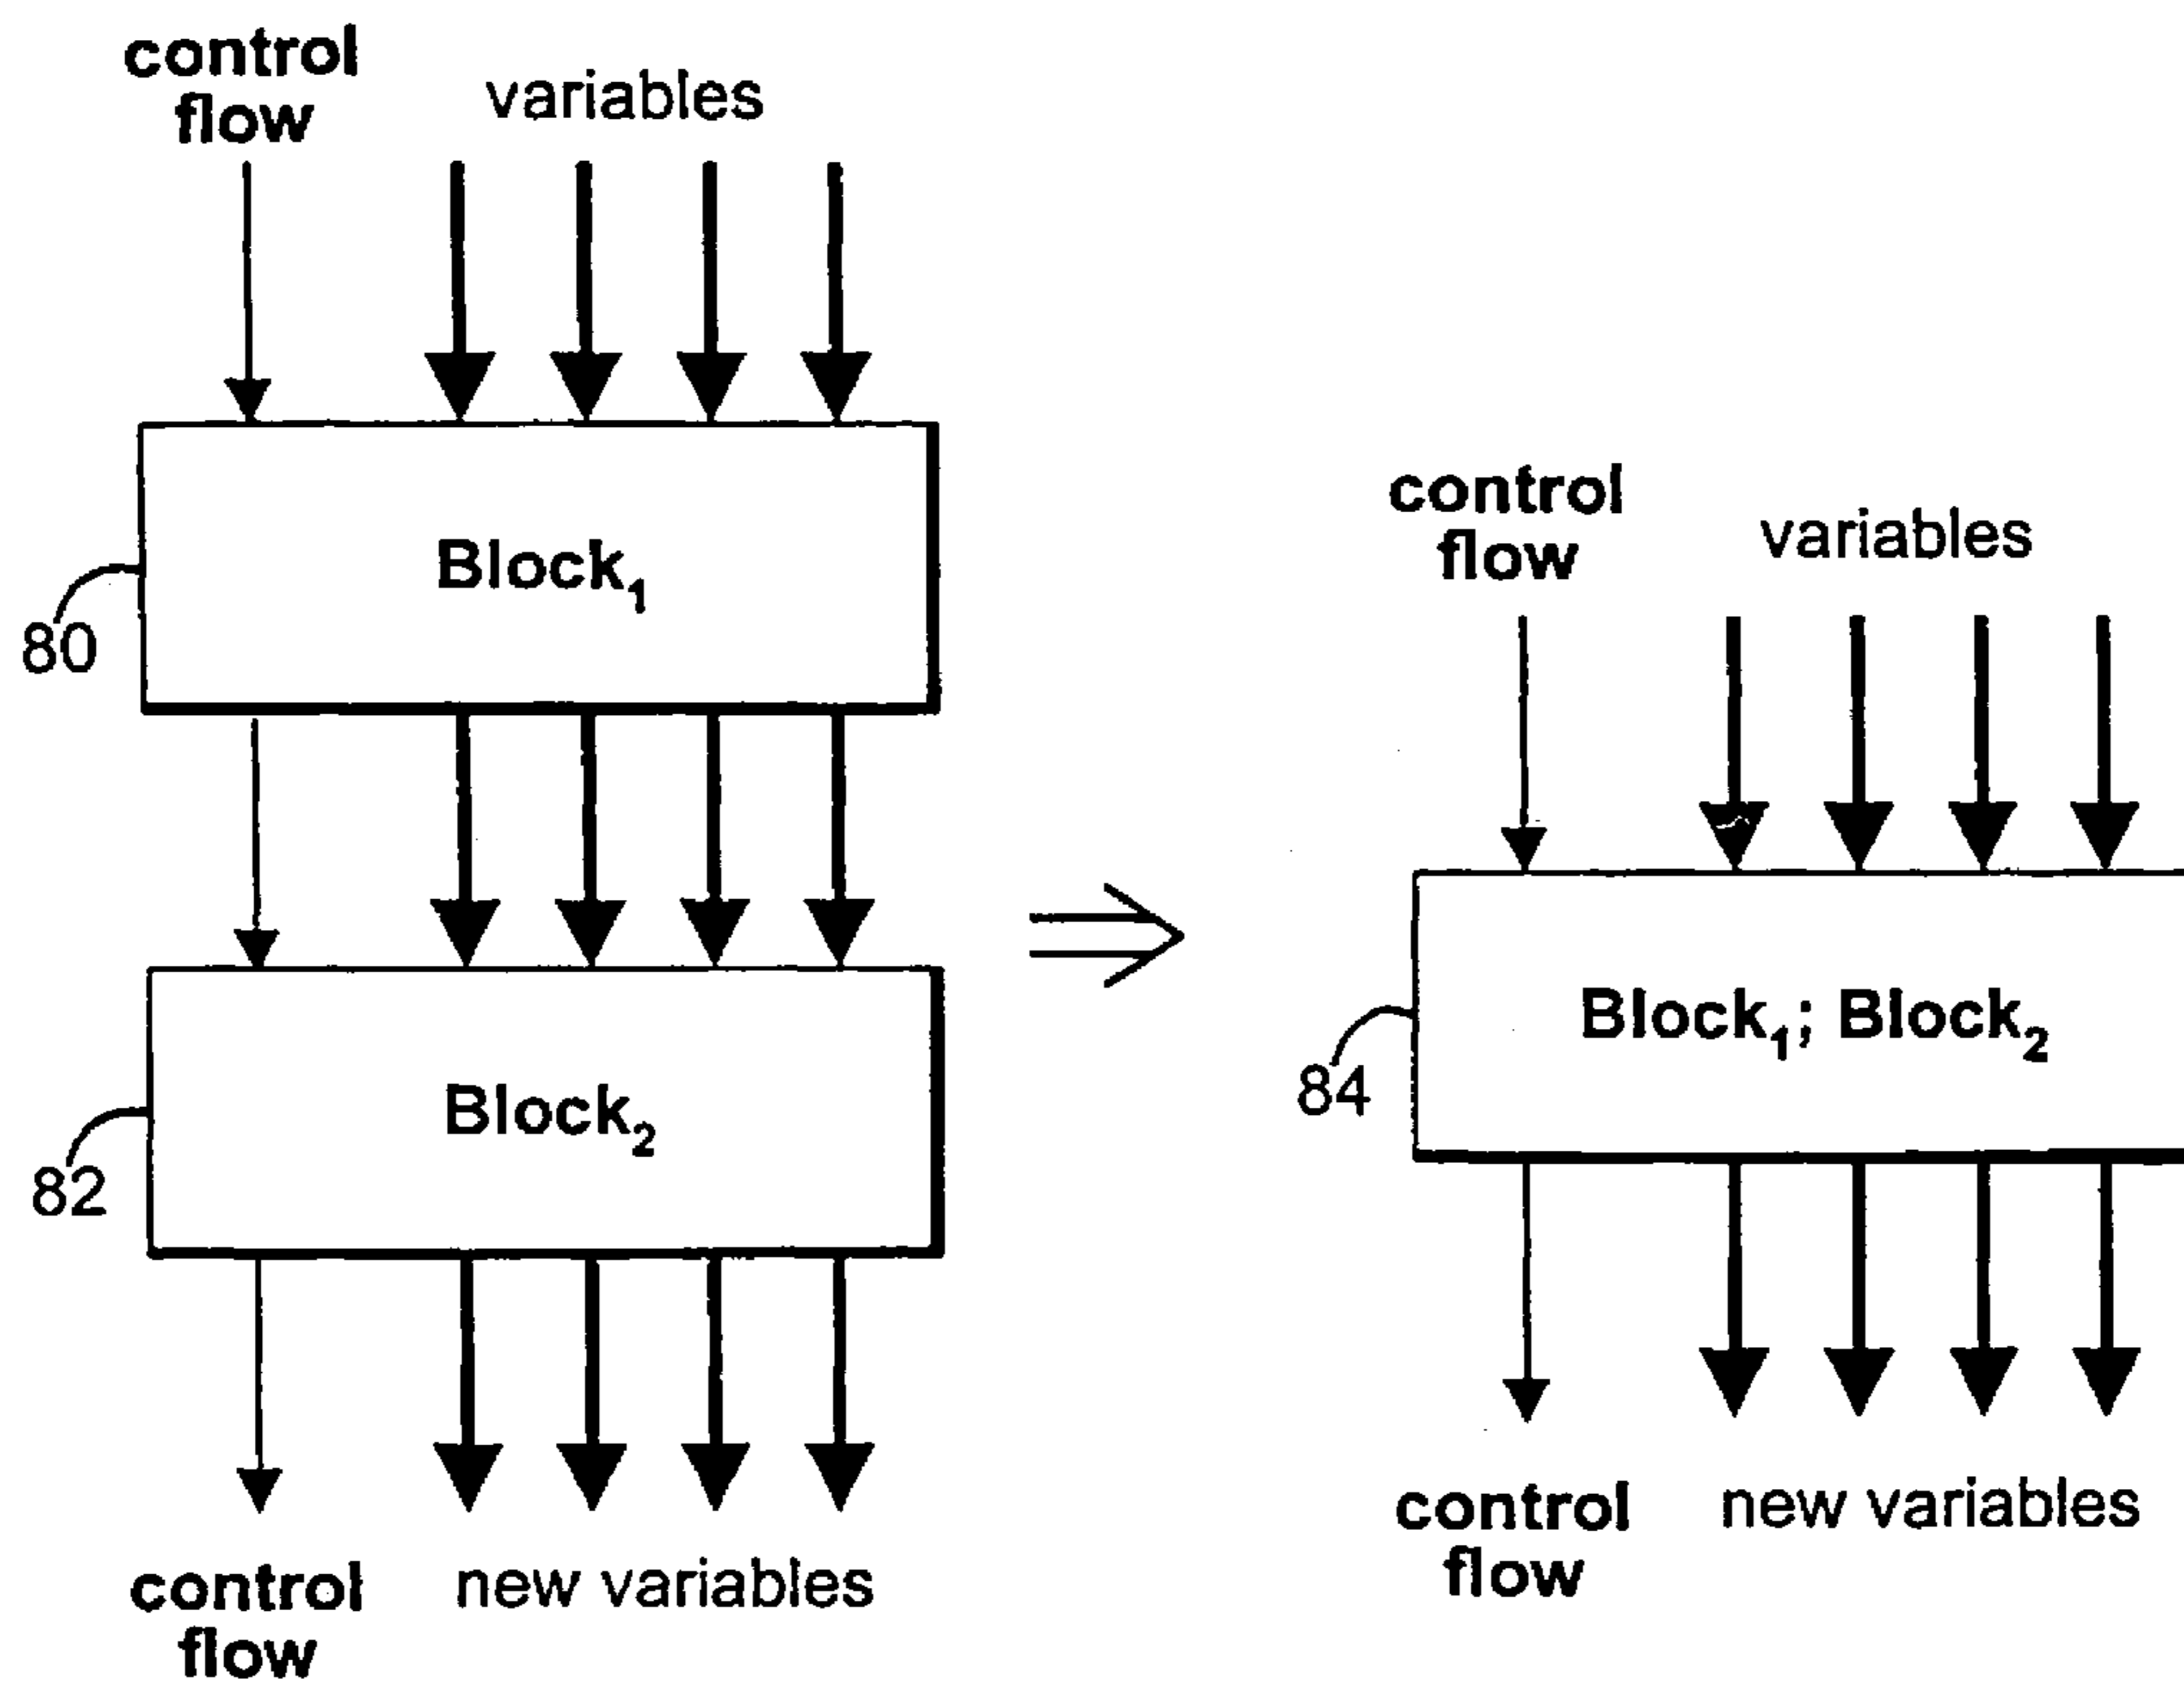 control
flow
variables
Block1
80
Block2
82
control
flow
new variables
control
flow
variables
Block1; Block2
84
control
flow
new variables